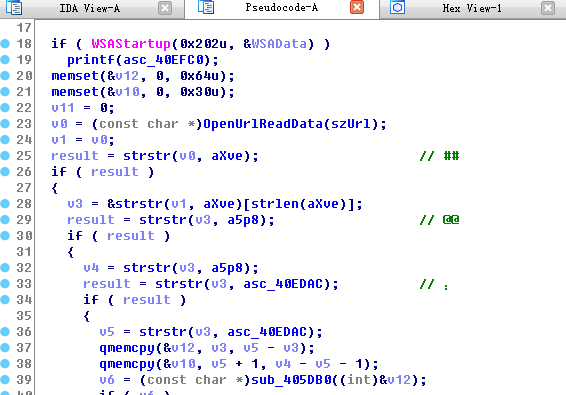 IDA View-A Pseudocode-A Hex View-1
17
18 if ( WSAStartup(0x202u, &WSAData) )
19 printf(asc_40EFC0);
20 memset(&v12, 0, 0x64u);
21 memset(&v10, 0, 0x30u);
22 v11 = 0;
23 v0 = (const char *)OpenUrlReadData(szUrl);
24 v1 = v0;
25 result = strstr(v0, aXve); // ##
26 if ( result )
27 {
28 v3 = &strstr(v1, aXve)[strlen(aXve)];
29 result = strstr(v3, a5p8); // @@
30 if ( result )
31 {
32 v4 = strstr(v3, a5p8);
33 result = strstr(v3, asc_40EDAC); // :
34 if ( result )
35 {
36 v5 = strstr(v3, asc_40EDAC);
37 qmemcpy(&v12, v3, v5 - v3);
38 qmemcpy(&v10, v5 + 1, v4 - v5 - 1);
39 v6 = (const char *)sub_405DB0((int)&v12);